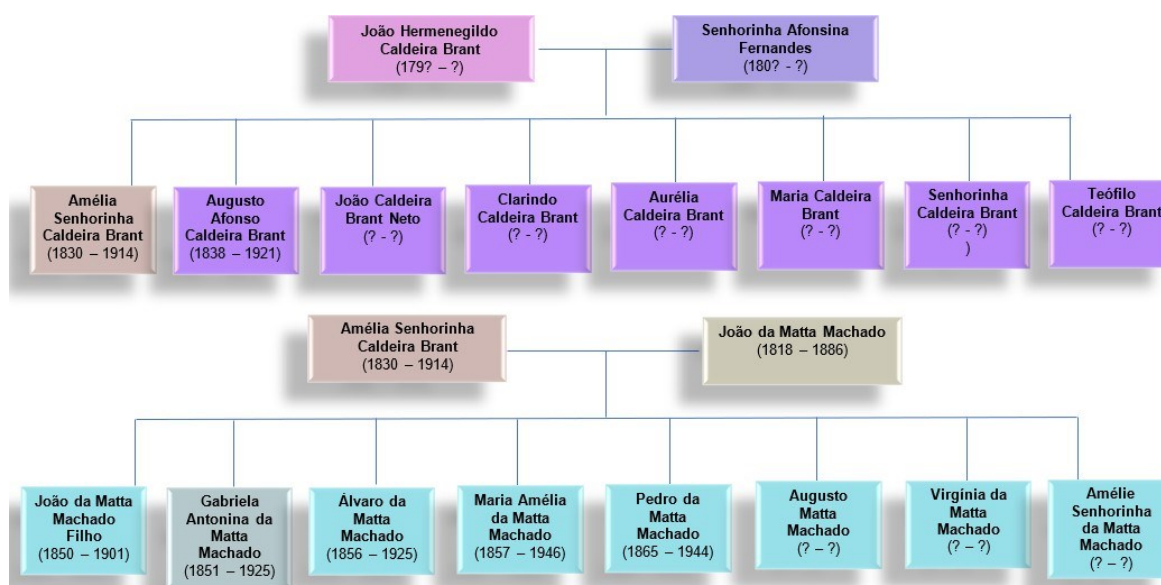 João Hermenegildo
Caldeira Brant
(179? – ?)
Senhorinha Afonsina
Fernandes
(180? - ?)
Amélia
Senhorinha
Caldeira Brant
(1830 – 1914)
Augusto
Afonso
Caldeira Brant
(1838 – 1921)
João Caldeira
Brant Neto
(? - ?)
Clarindo
Caldeira Brant
(? - ?)
Aurélia
Caldeira Brant
(? - ?)
Maria Caldeira
Brant
(? - ?)
Senhorinha
Caldeira Brant
(? - ?)
)
Teófilo
Caldeira Brant
(? - ?)
Amélia Senhorinha
Caldeira Brant
(1830 – 1914)
João da Matta Machado
(1818 – 1886)
João da Matta
Machado
Filho
(1850 - 1901)
Gabriela
Antonina da
Matta
Machado
(1851 – 1925)
Álvaro da
Matta
Machado
(1856 – 1925)
Maria Amélia
da Matta
Machado
(1857 - 1946)
Pedro da
Matta
Machado
(1865 - 1944)
Augusto
Matta
Machado
(? – ?)
Virgínia da
Matta
Machado
(? – ?)
Amélie
Senhorinha
da Matta
Machado
(? – ?)